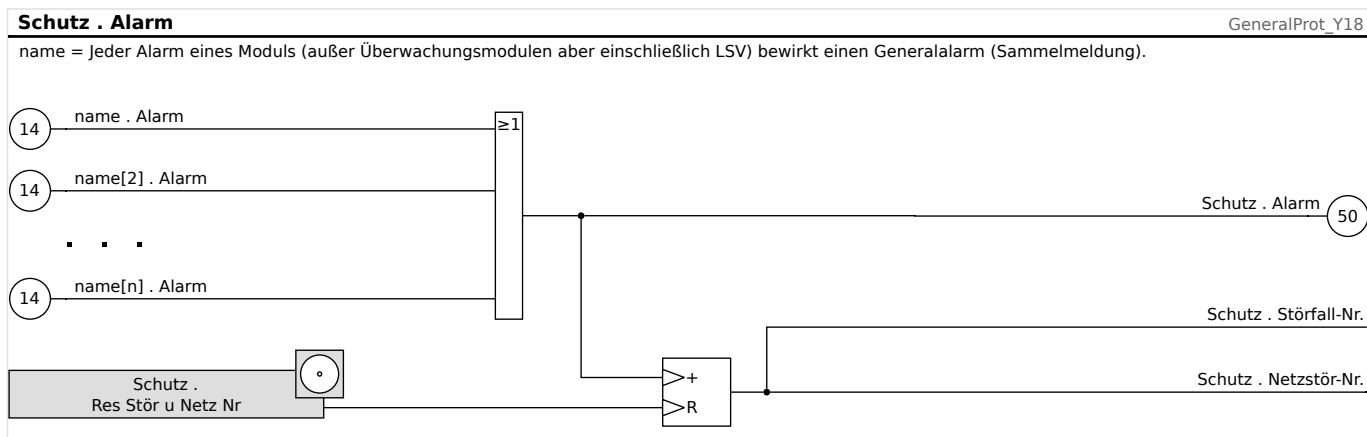 Schutz . Alarm
GeneralProt_Y18
name = Jeder Alarm eines Moduls (außer Überwachungsmodulen aber einschließlich LSV) bewirkt einen Generalalarm (Sammelmeldung).
14
name . Alarm
≥1
14
name[2] . Alarm
Schutz . Alarm
50
. . .
14
name[n] . Alarm
Schutz . Störfall-Nr.
Schutz .
Res Stör u Netz Nr
+
R
Schutz . Netzstör-Nr.